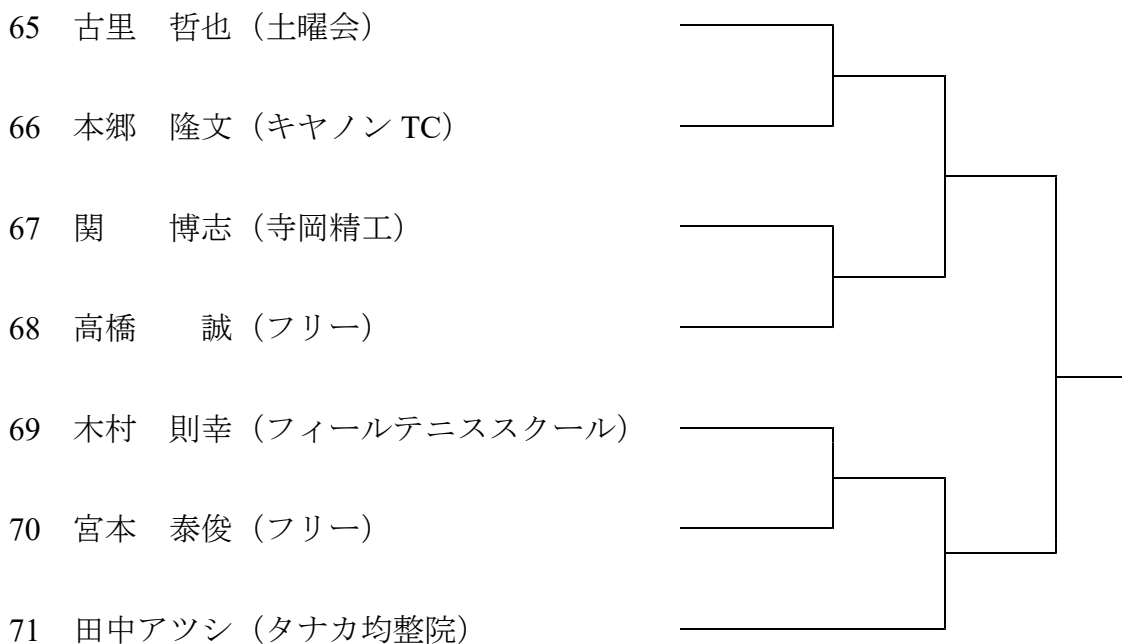 65 古里　哲也（土曜会）
66 本郷　隆文（キヤノン TC）
67 関　　博志（寺岡精工）
68 高橋　　誠（フリー）
69 木村　則幸（フィールテニススクール）
70 宮本　泰俊（フリー）
71 田中アツシ（タナカ均整院）